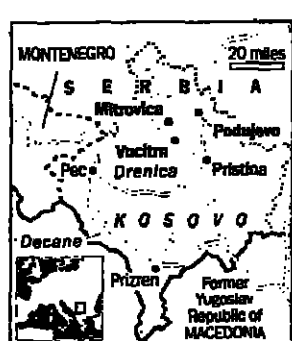 MONTENEGRO
20 miles
S E R B I A
Mitrovica
Podujevo
Vucitrn
Pec
Drenica
Pristina
K O S O V O
Decane
Prizren
Former
Yugoslav
Republic of
MACEDONIA